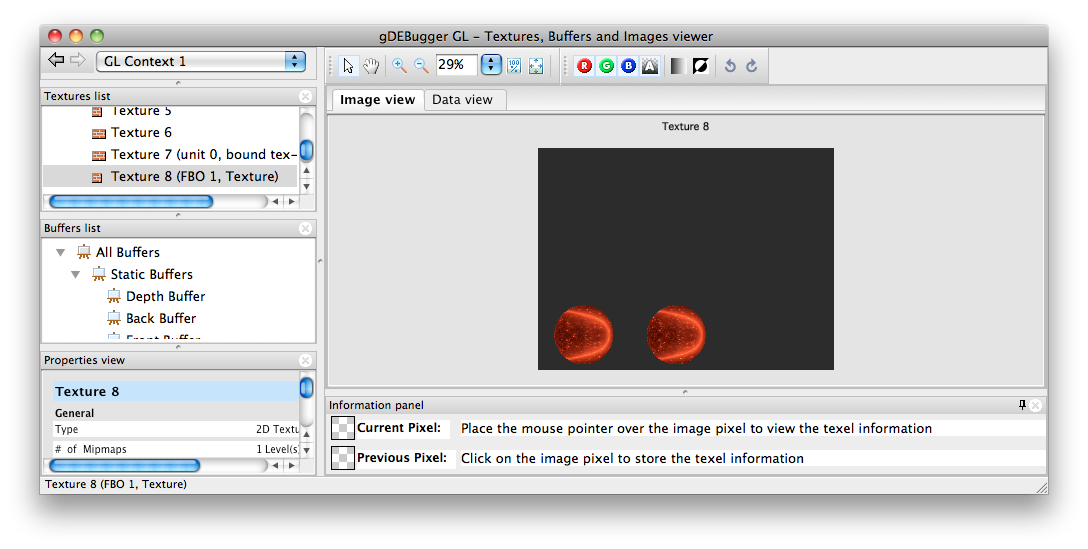 gDEBugger GL – Textures, Buffers and Images viewer
GL Context 1
29%
100
%
R G B A
Textures list
Texture 5
Texture 6
Texture 7 (unit 0, bound tex-
Texture 8 (FBO 1, Texture)
Buffers list
All Buffers
Static Buffers
Depth Buffer
Back Buffer
Front Buffer
Properties view
Texture 8
General
Type 2D Textu
# of Mipmaps 1 Level(s)
Image view Data view
Texture 8
Information panel
Current Pixel: Place the mouse pointer over the image pixel to view the texel information
Previous Pixel: Click on the image pixel to store the texel information
Texture 8 (FBO 1, Texture)